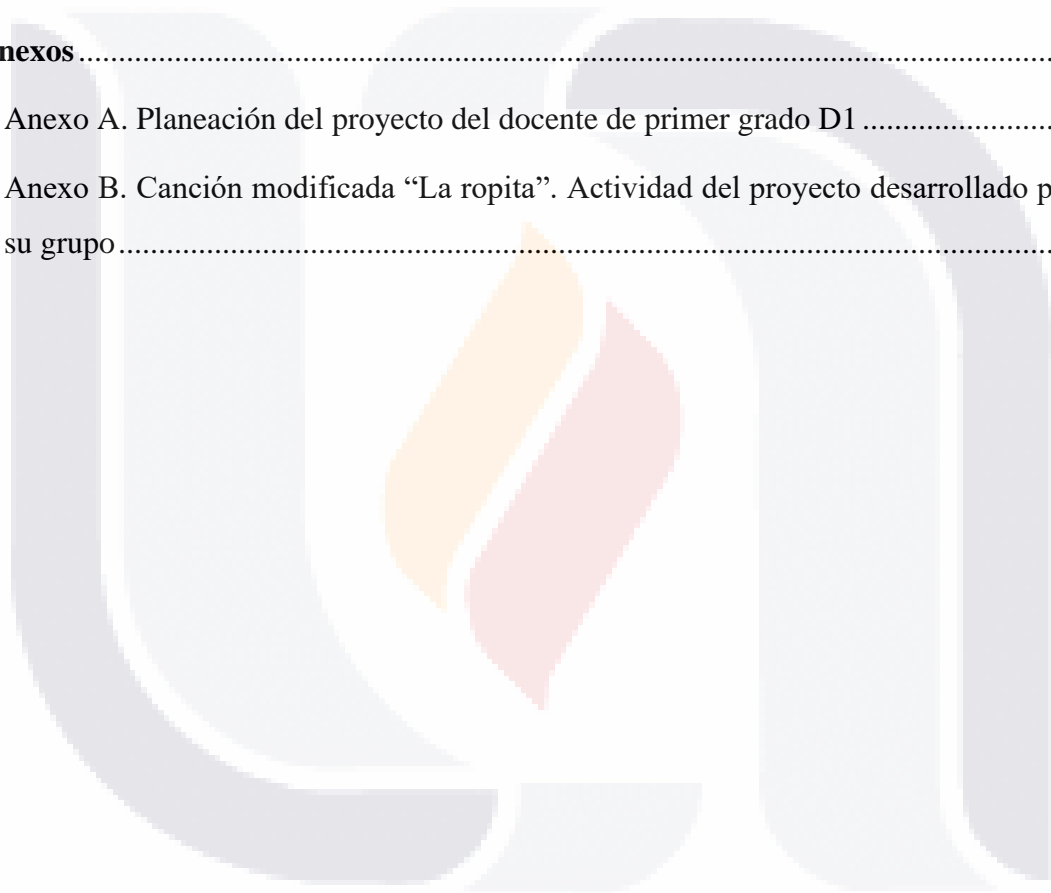 nexos ........................................................................................................................
Anexo A. Planeación del proyecto del docente de primer grado D1 ........................
Anexo B. Canción modificada “La ropita”. Actividad del proyecto desarrollado p
su grupo ........................................................................................................................